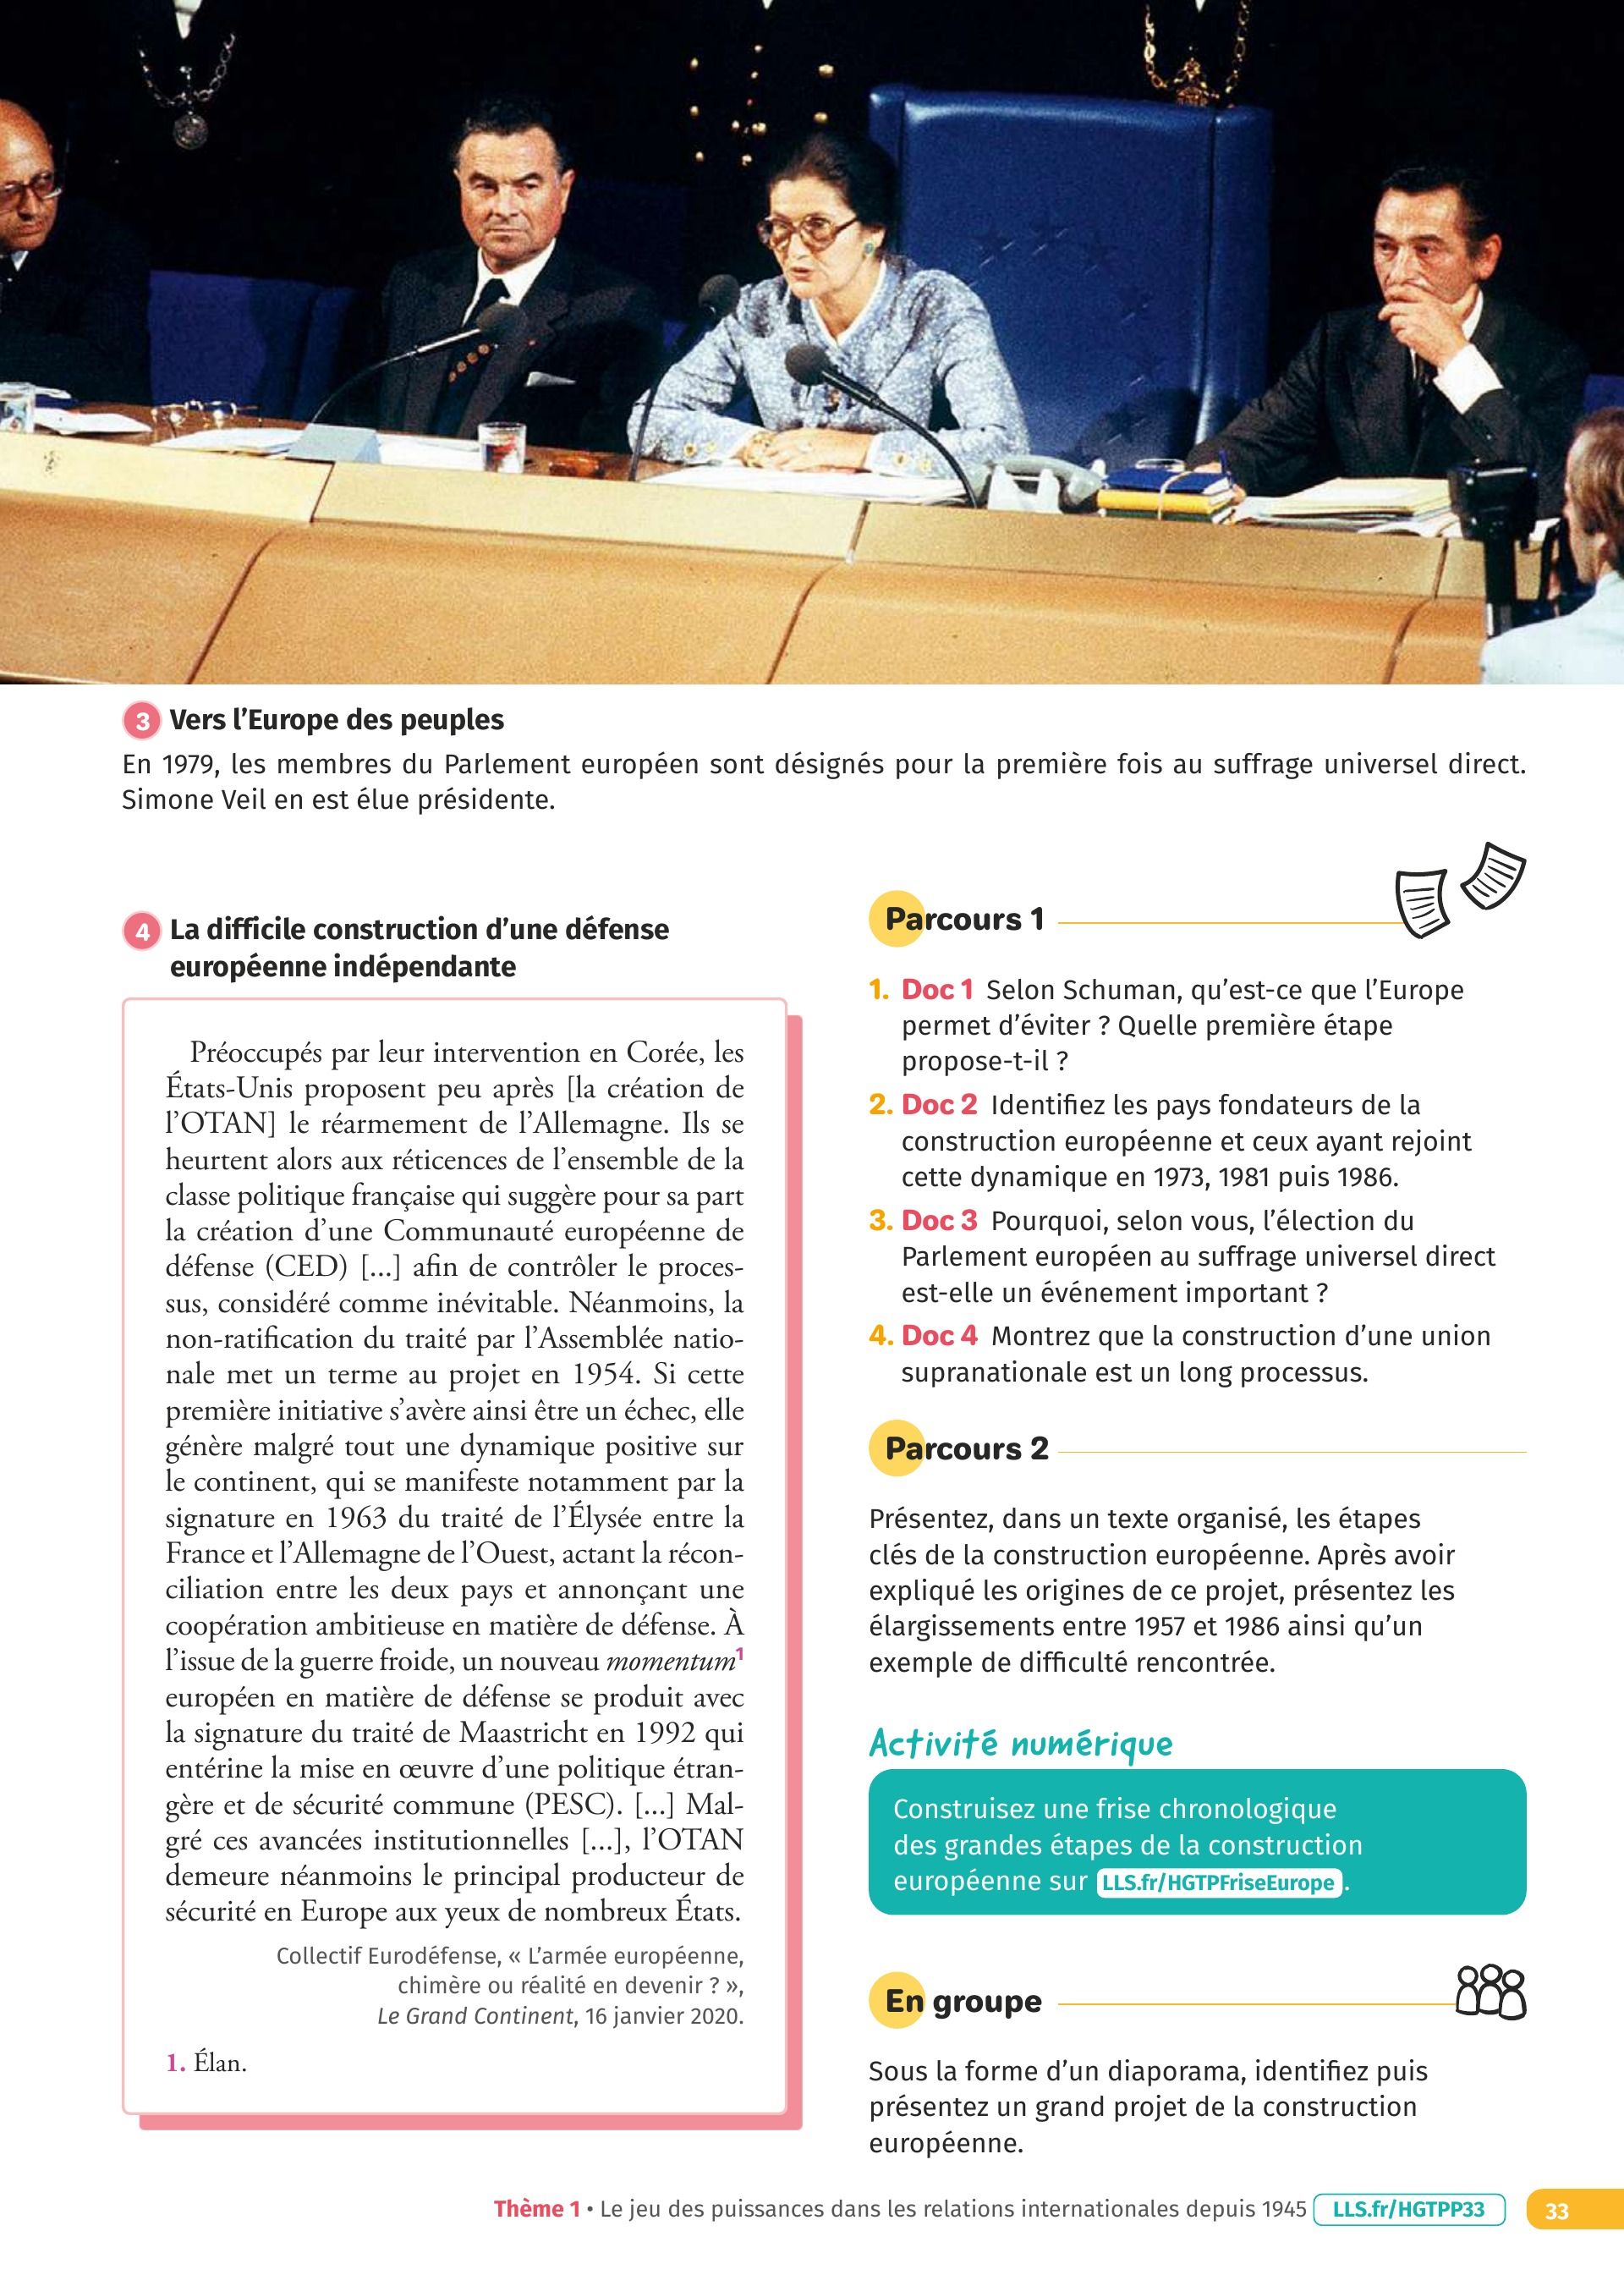 3 Vers l’Europe des peuples
En 1979, les membres du Parlement européen sont désignés pour la première fois au suffrage universel direct.
Simone Veil en est élue présidente.
4 La difficile construction d’une défense
européenne indépendante
Préoccupés par leur intervention en Corée, les
États-Unis proposent peu après [la création de
l’OTAN] le réarmement de l’Allemagne. Ils se
heurtent alors aux réticences de l’ensemble de la
classe politique française qui suggère pour sa part
la création d’une Communauté européenne de
défense (CED) [...] afin de contrôler le proces-
sus, considéré comme inévitable. Néanmoins, la
non-ratification du traité par l’Assemblée natio-
nale met un terme au projet en 1954. Si cette
première initiative s’avère ainsi être un échec, elle
génère malgré tout une dynamique positive sur
le continent, qui se manifeste notamment par la
signature en 1963 du traité de l’Élysée entre la
France et l’Allemagne de l’Ouest, actant la récon-
ciliation entre les deux pays et annonçant une
coopération ambitieuse en matière de défense. À
l’issue de la guerre froide, un nouveau momentum1
européen en matière de défense se produit avec
la signature du traité de Maastricht en 1992 qui
entérine la mise en œuvre d’une politique étran-
gère et de sécurité commune (PESC). [...] Mal-
gré ces avancées institutionnelles [...], l’OTAN
demeure néanmoins le principal producteur de
sécurité en Europe aux yeux de nombreux États.
Collectif Eurodéfense, « L’armée européenne,
chimère ou réalité en devenir ? »,
Le Grand Continent, 16 janvier 2020.
1. Élan.
Parcours 1
1. Doc 1 Selon Schuman, qu’est-ce que l’Europe
permet d’éviter ? Quelle première étape
propose-t-il ?
2. Doc 2 Identifiez les pays fondateurs de la
construction européenne et ceux ayant rejoint
cette dynamique en 1973, 1981 puis 1986.
3. Doc 3 Pourquoi, selon vous, l’élection du
Parlement européen au suffrage universel direct
est-elle un événement important ?
4. Doc 4 Montrez que la construction d’une union
supranationale est un long processus.
Parcours 2
Présentez, dans un texte organisé, les étapes
clés de la construction européenne. Après avoir
expliqué les origines de ce projet, présentez les
élargissements entre 1957 et 1986 ainsi qu’un
exemple de difficulté rencontrée.
Activité numérique
Construisez une frise chronologique
des grandes étapes de la construction
européenne sur LLS.fr/HGTPFriseEurope.
En groupe
Sous la forme d’un diaporama, identifiez puis
présentez un grand projet de la construction
européenne.
Thème 1 • Le jeu des puissances dans les relations internationales depuis 1945 LLS.fr/HGTPP33 33